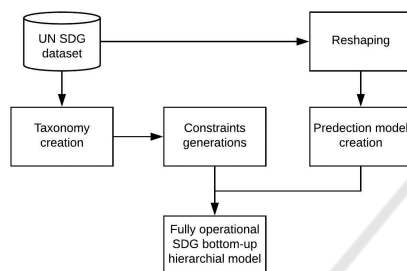 UN SDG
dataset
Reshaping
Taxonomy
creation
Constraints
generations
Predection model
creation
Fully operational
SDG bottom-up
hierarchial model